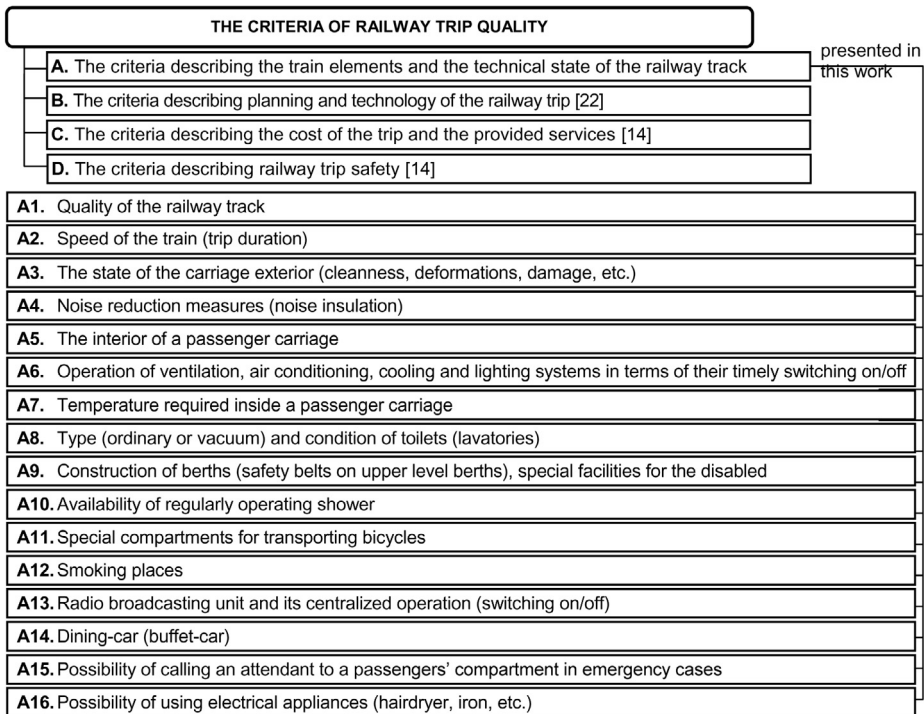 THE CRITERIA OF RAILWAY TRIP QUALITY
A. The criteria describing the train elements and the technical state of the railway track
presented in
this work
B. The criteria describing planning and technology of the railway trip [22]
C. The criteria describing the cost of the trip and the provided services [14]
D. The criteria describing railway trip safety [14]
A1. Quality of the railway track
A2. Speed of the train (trip duration)
A3. The state of the carriage exterior (cleanness, deformations, damage, etc.)
A4. Noise reduction measures (noise insulation)
A5. The interior of a passenger carriage
A6. Operation of ventilation, air conditioning, cooling and lighting systems in terms of their timely switching on/off
A7. Temperature required inside a passenger carriage
A8. Type (ordinary or vacuum) and condition of toilets (lavatories)
A9. Construction of berths (safety belts on upper level berths), special facilities for the disabled
A10. Availability of regularly operating shower
A11. Special compartments for transporting bicycles
A12. Smoking places
A13. Radio broadcasting unit and its centralized operation (switching on/off)
A14. Dining-car (buffet-car)
A15. Possibility of calling an attendant to a passengers’ compartment in emergency cases
A16. Possibility of using electrical appliances (hairdryer, iron, etc.)